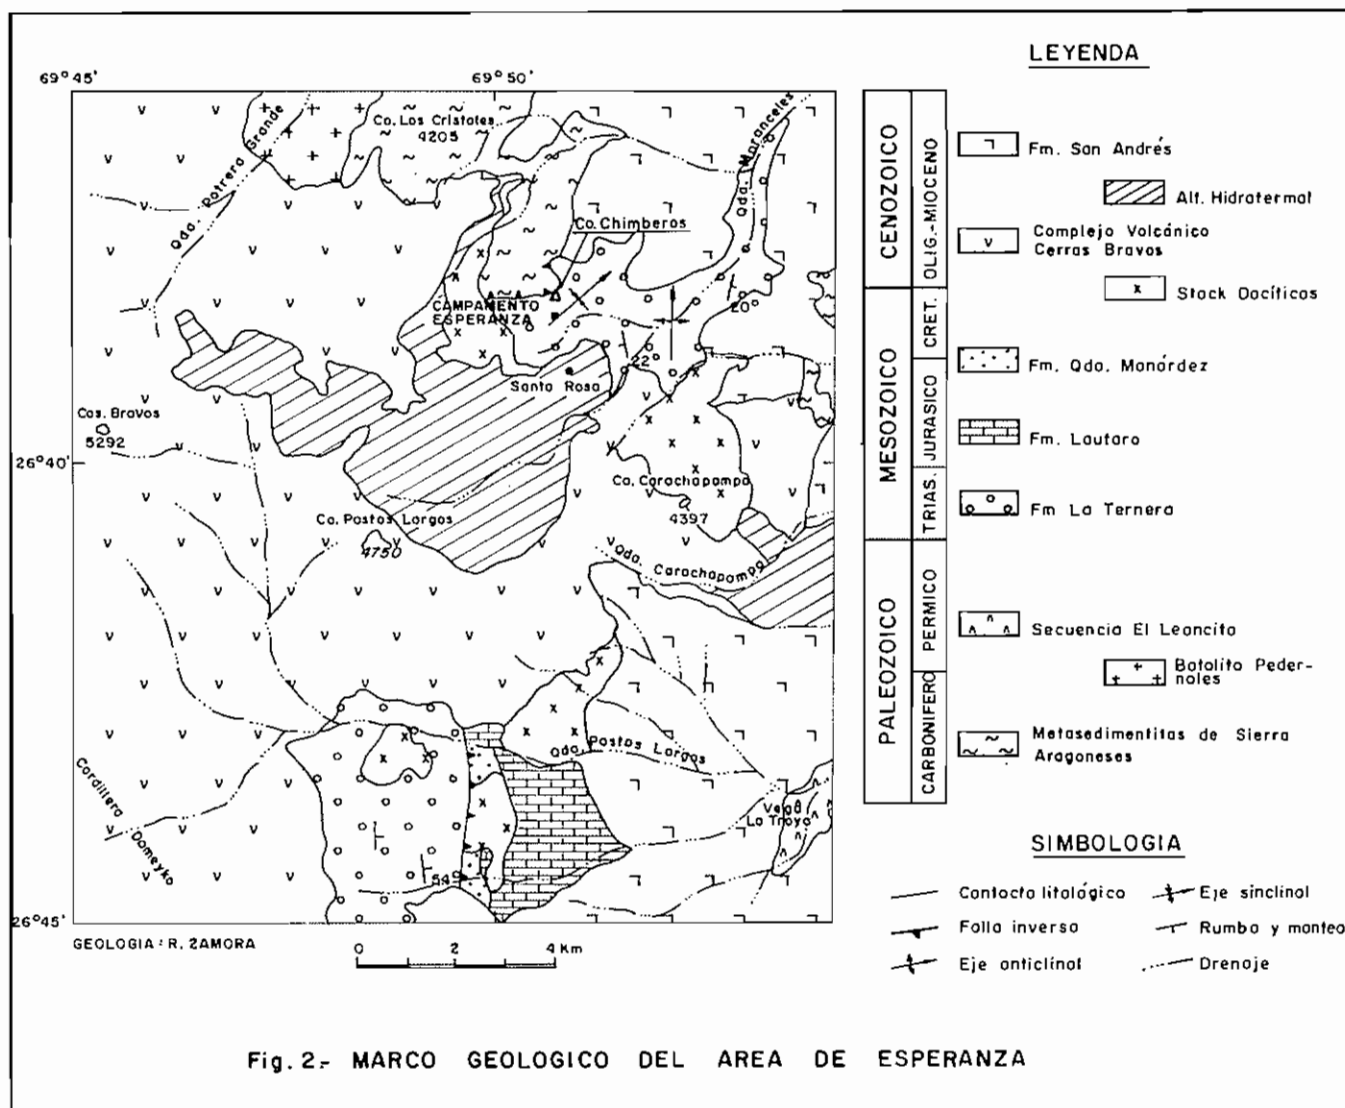 LEYENDA
69°45'
69°50'
Co. Los Cristales
4205
Qda. Potrero Grande
Qda. Maranceles
Co. Chimberos
CAMPAMENTO
ESPERANZA
20°
22°
Santa Rosa
Cos. Bravos
5292
26°40'
Co. Carachapampa
4397
Co. Pastos Largos
4750
Qda. Carachapampa
Qda. Pastos Largos
Vega
La Troya
Cordillera Domeyko
54°
26°45'
GEOLOGIA: R. ZAMORA
0 2 4 Km
CENOZOICO
OLIG.-MIOCENO
MESOZOICO
CRET.
JURASICO
TRIAS.
PALEOZOICO
PERMICO
CARBONIFERO
Fm. San Andrés
Alt. Hidrotermal
Complejo Volcánico
Cerros Bravos
Stock Dacíticos
Fm. Qda. Monárdez
Fm. Lautaro
Fm La Ternera
Secuencia El Leoncito
Batolito Peder-
nales
Metasedimentitas de Sierra
Aragoneses
SIMBOLOGIA
Contacto litológico
Falla inversa
Eje anticlinal
Eje sinclinal
Rumbo y manteo
Drenaje
Fig. 2.- MARCO GEOLOGICO DEL AREA DE ESPERANZA